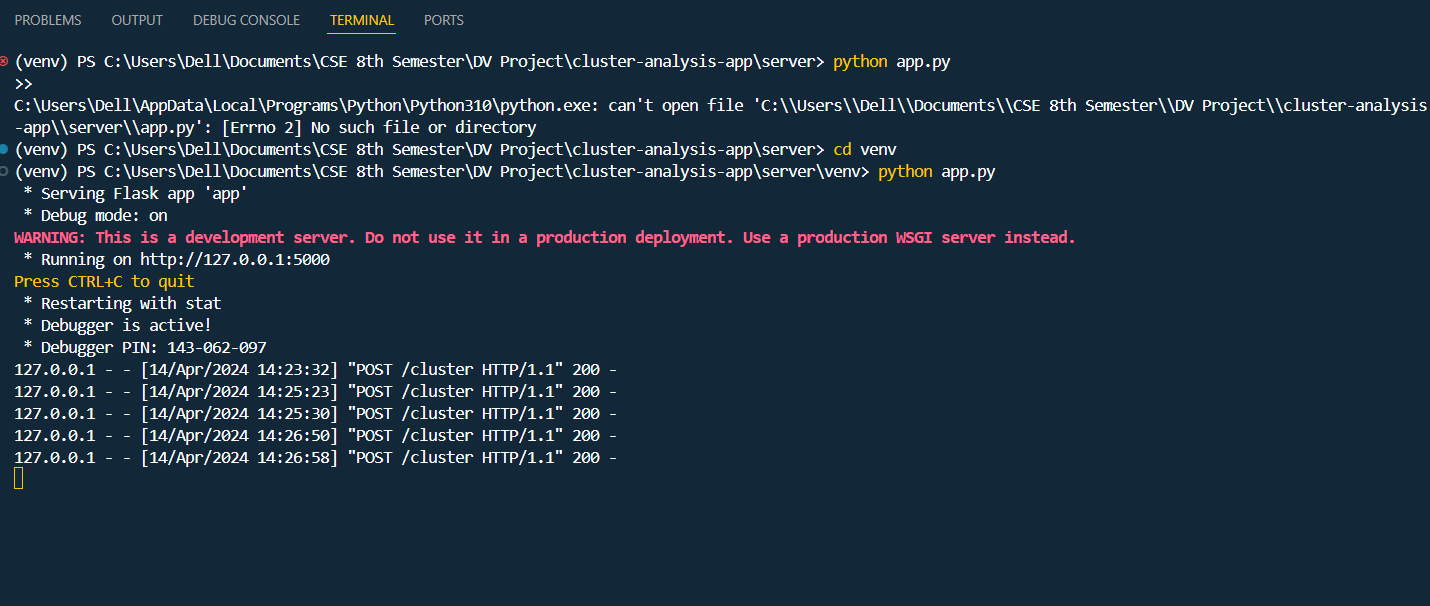 PROBLEMS OUTPUT DEBUG CONSOLE TERMINAL PORTS
(venv) PS C:\Users\Dell\Documents\CSE 8th Semester\DV Project\cluster-analysis-app\server> python app.py
>>
C:\Users\Dell\AppData\Local\Programs\Python\Python310\python.exe: can't open file 'C:\\Users\\Dell\\Documents\\CSE 8th Semester\\DV Project\\cluster-analysis
-app\\server\\app.py': [Errno 2] No such file or directory
(venv) PS C:\Users\Dell\Documents\CSE 8th Semester\DV Project\cluster-analysis-app\server> cd venv
(venv) PS C:\Users\Dell\Documents\CSE 8th Semester\DV Project\cluster-analysis-app\server\venv> python app.py
 * Serving Flask app 'app'
 * Debug mode: on
WARNING: This is a development server. Do not use it in a production deployment. Use a production WSGI server instead.
 * Running on http://127.0.0.1:5000
Press CTRL+C to quit
 * Restarting with stat
 * Debugger is active!
 * Debugger PIN: 143-062-097
127.0.0.1 - - [14/Apr/2024 14:23:32] "POST /cluster HTTP/1.1" 200 -
127.0.0.1 - - [14/Apr/2024 14:25:23] "POST /cluster HTTP/1.1" 200 -
127.0.0.1 - - [14/Apr/2024 14:25:30] "POST /cluster HTTP/1.1" 200 -
127.0.0.1 - - [14/Apr/2024 14:26:50] "POST /cluster HTTP/1.1" 200 -
127.0.0.1 - - [14/Apr/2024 14:26:58] "POST /cluster HTTP/1.1" 200 -